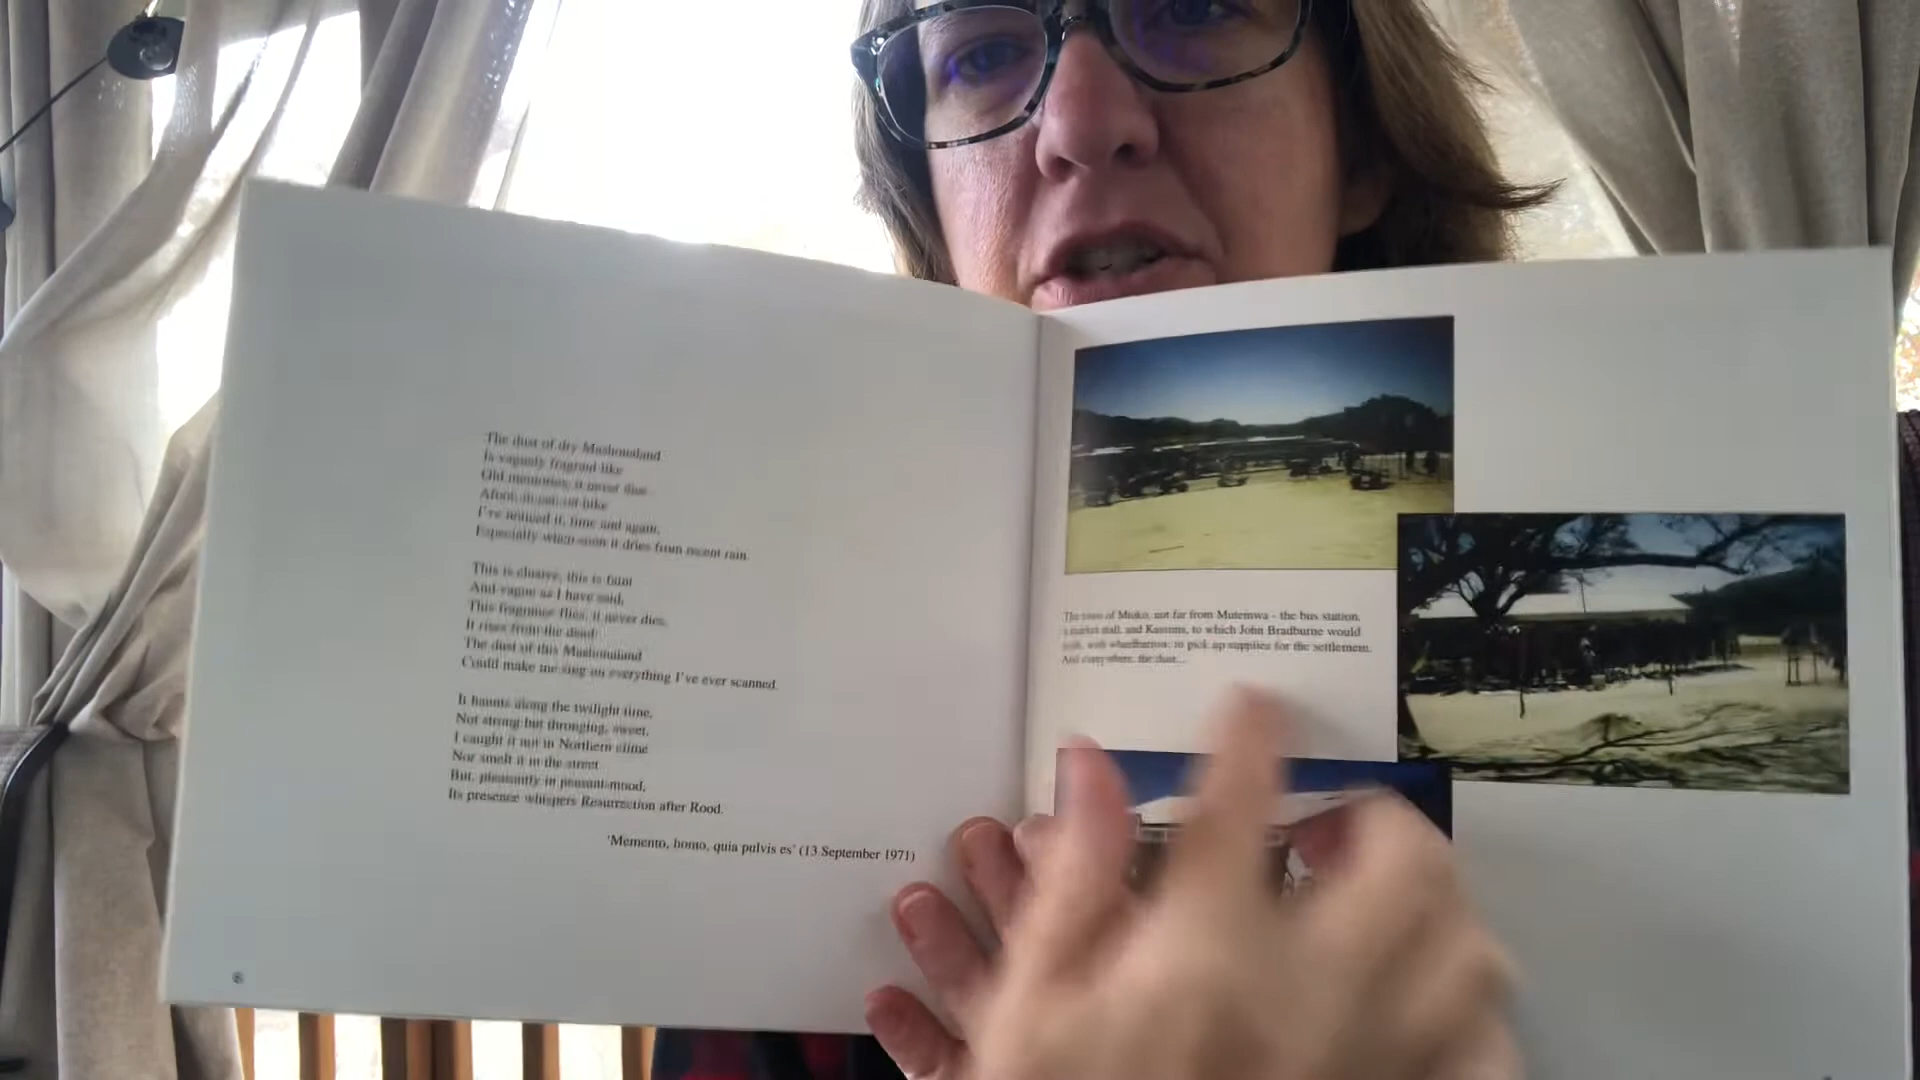 The dust of dry Mashonaland
Is vaguely fragrant like
Old memories, it never dies
Afoot, in car, on bike
I've noticed it, time and again,
Especially when soon it dries from recent rain.
This is elusive, this is faint
And vague as I have said,
This fragrance flies, it never dies,
It rises from the dead:
The dust of this Mashonaland
Could make me sing on everything I've ever scanned.
It haunts along the twilight time,
Not strong but thronging, sweet,
I caught it not in Northern clime
Nor smelt it in the street
But, pleasantly in peasant mood,
Its presence whispers Resurrection after Rood.
'Memento, homo, quia pulvis es' (13 September 1971)
The town of Mtoko, not far from Mutemwa - the bus station,
a market stall, and Kassims, to which John Bradburne would
walk, with wheelbarrow, to pick up supplies for the settlement.
And everywhere, the dust...